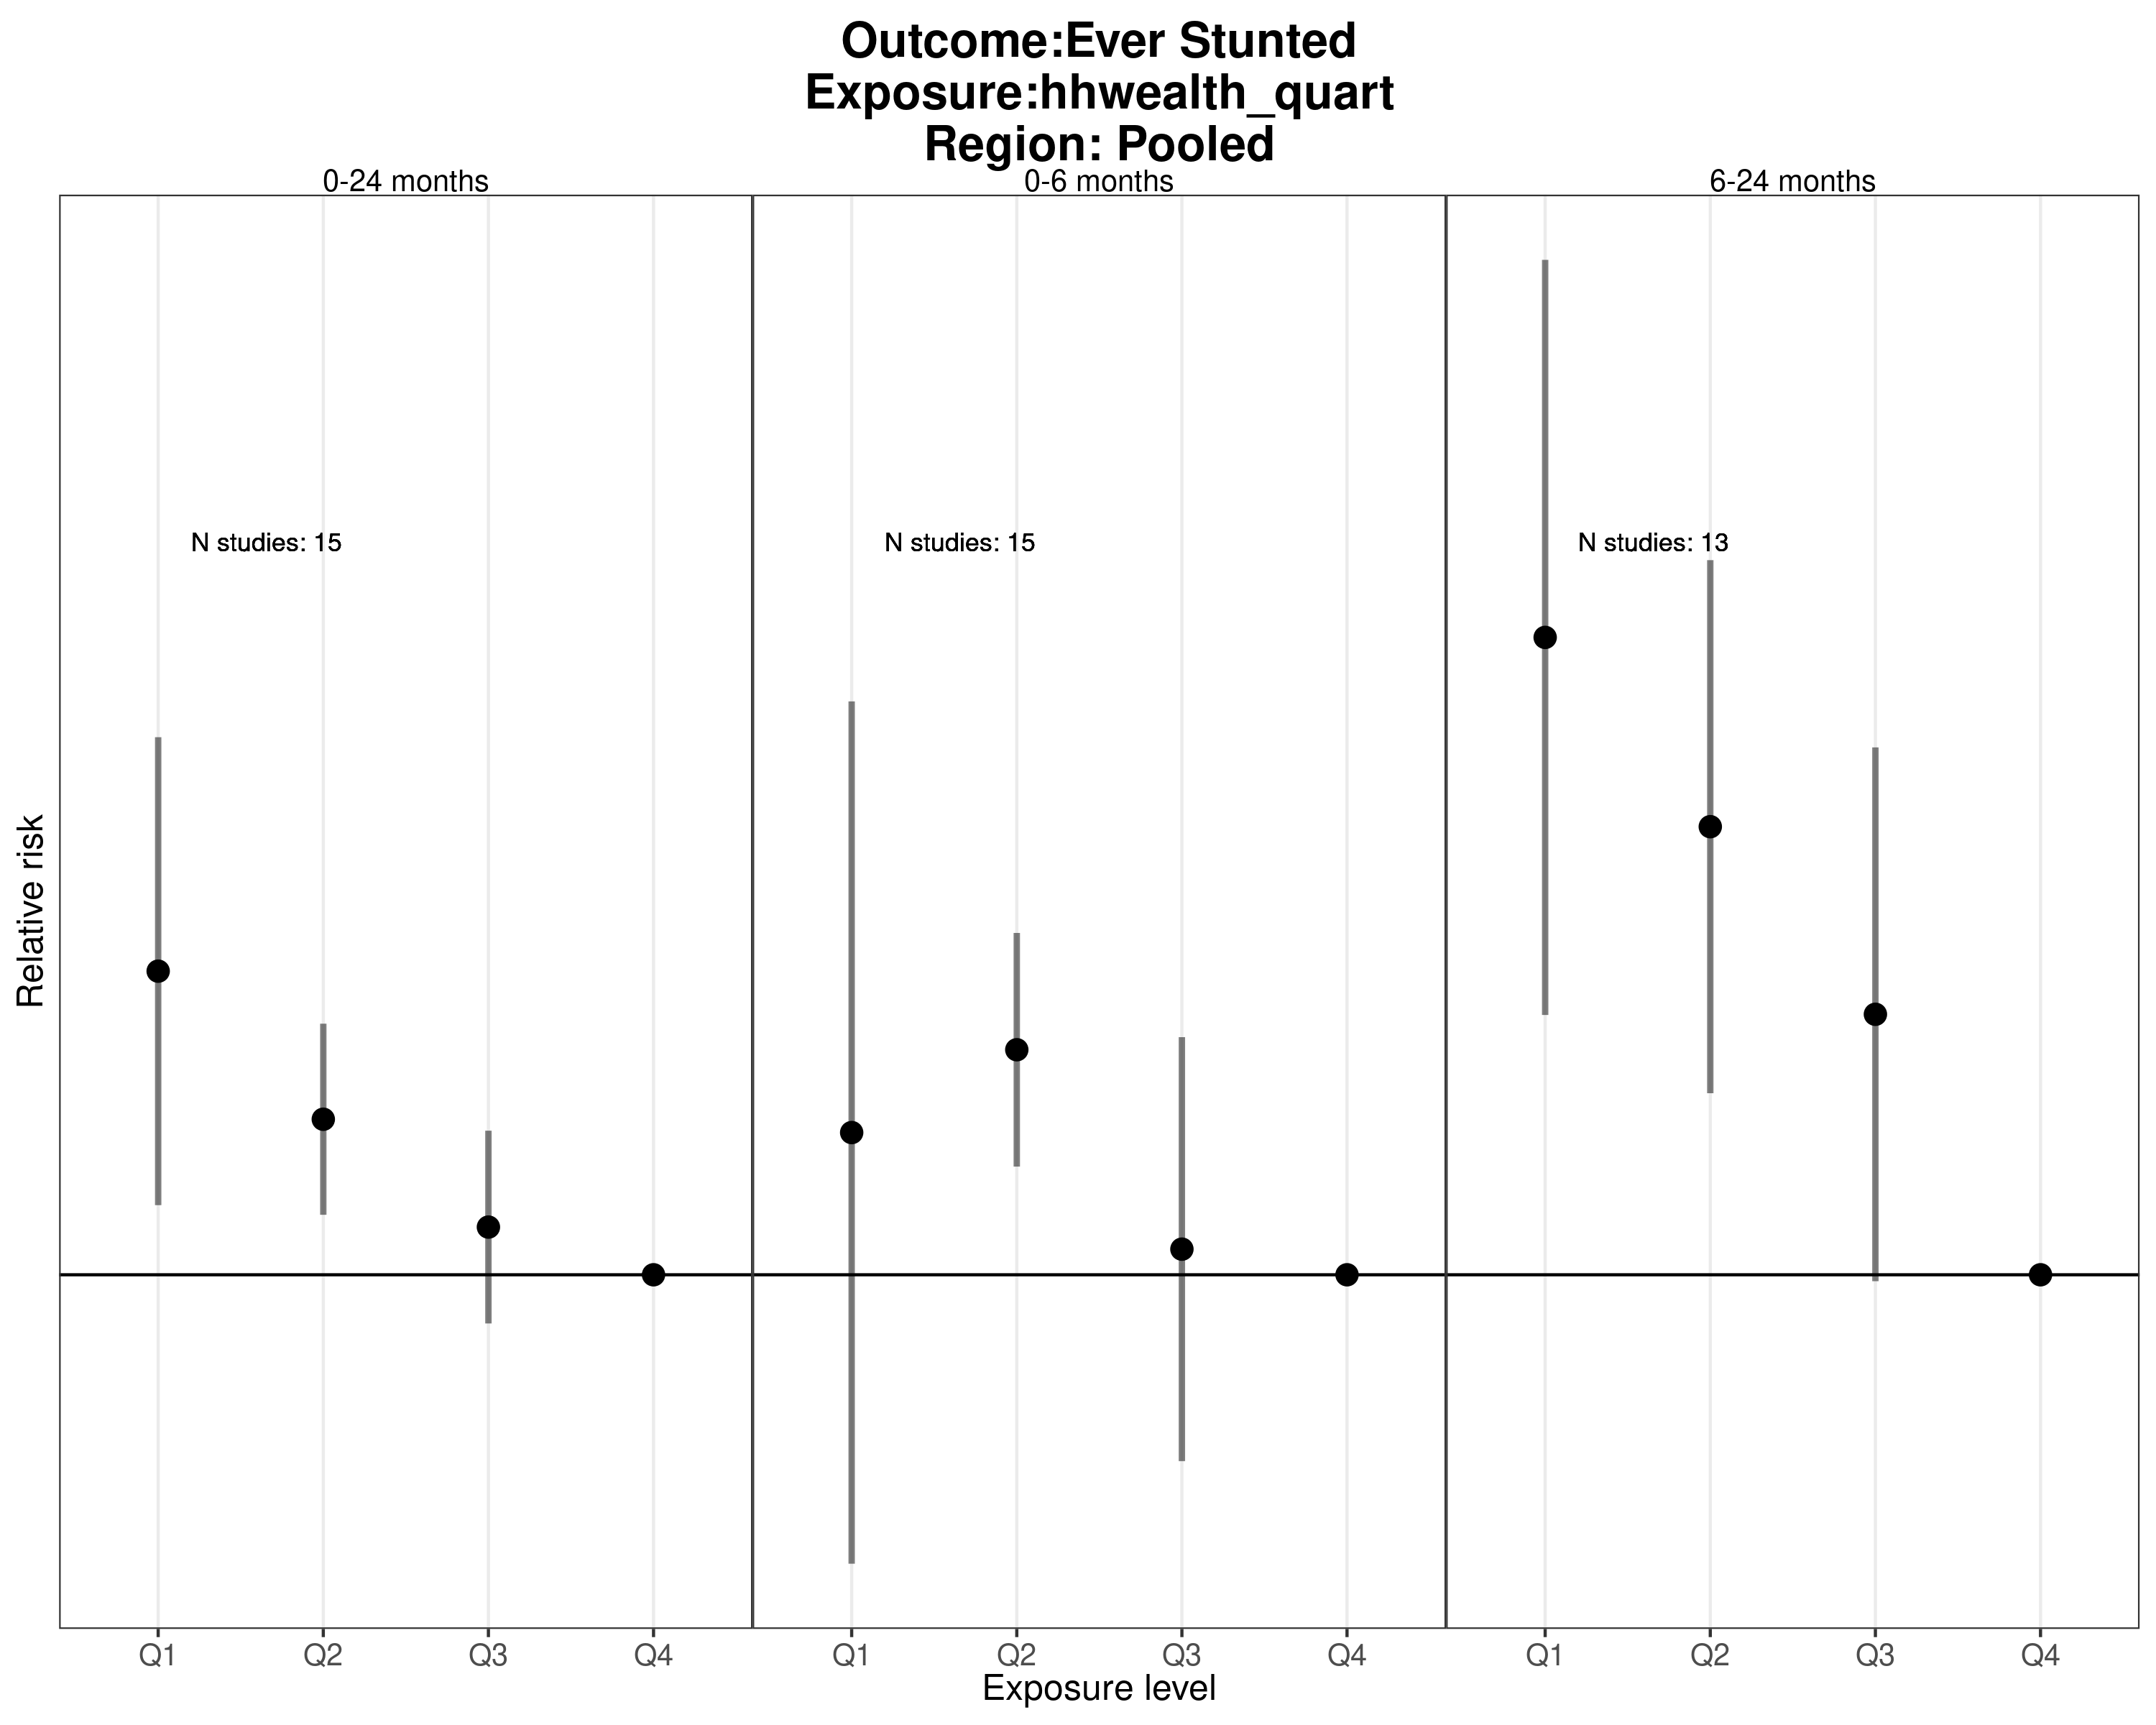 Outcome:Ever Stunted
Exposure:hhwealth_quart
Region: Pooled
0-24 months
0-6 months
6-24 months
N studies: 15
N studies: 15
N studies: 13
Relative risk
Q1 Q2 Q3 Q4
Q1 Q2 Q3 Q4
Q1 Q2 Q3 Q4
Exposure level